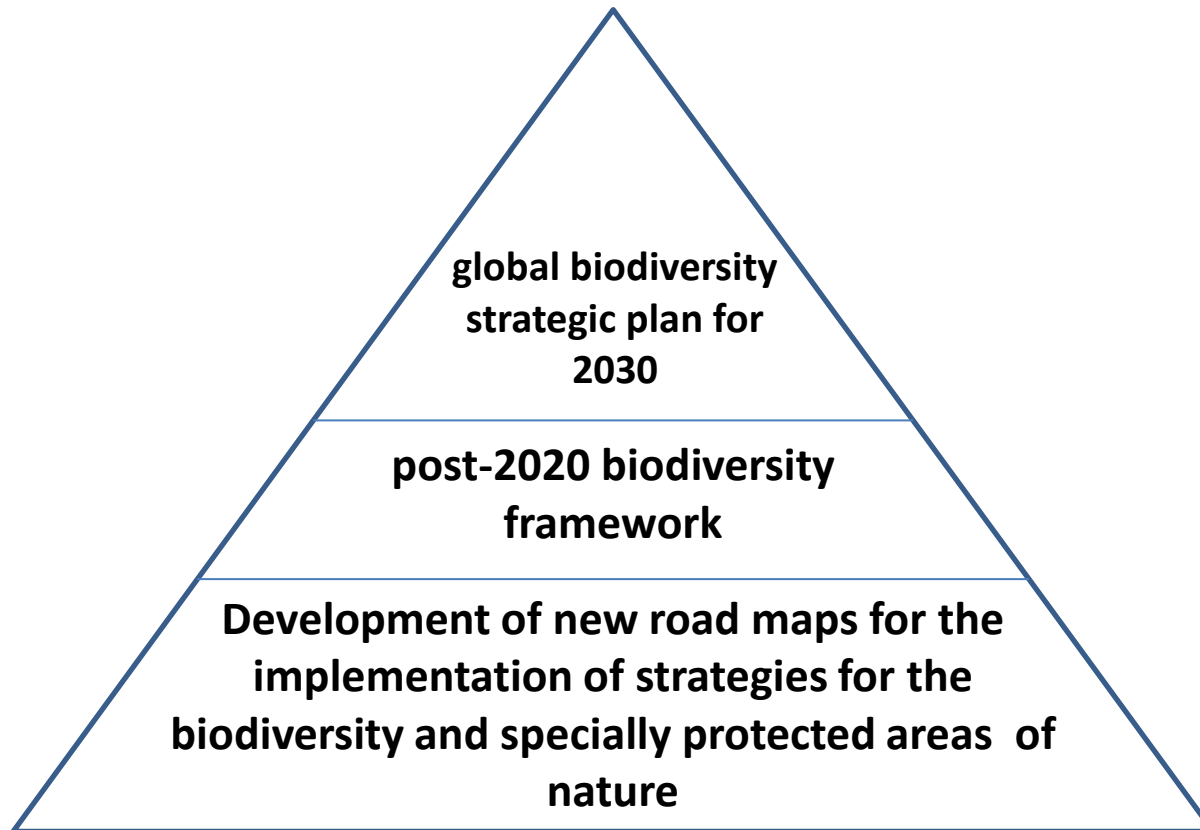 global biodiversity
strategic plan for
2030
post-2020 biodiversity
framework
Development of new road maps for the
implementation of strategies for the
biodiversity and specially protected areas  of
nature